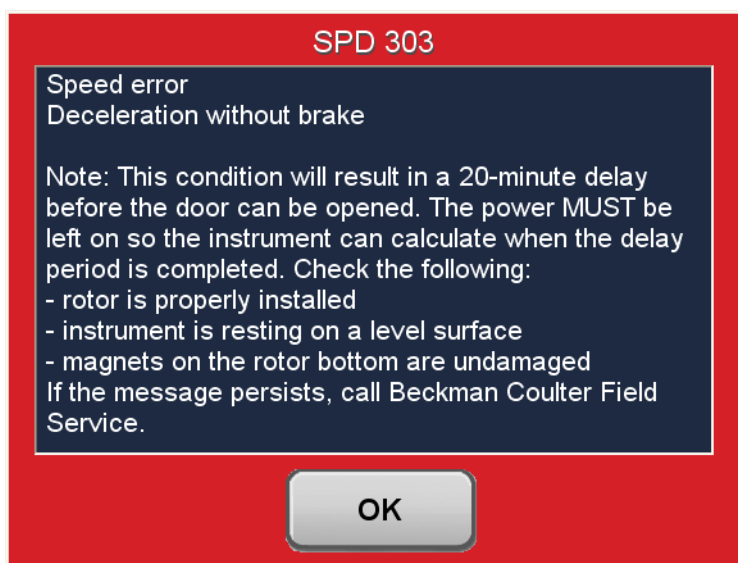 SPD 303
Speed error
Deceleration without brake
Note: This condition will result in a 20-minute delay
before the door can be opened. The power MUST be
left on so the instrument can calculate when the delay
period is completed. Check the following:
- rotor is properly installed
- instrument is resting on a level surface
- magnets on the rotor bottom are undamaged
If the message persists, call Beckman Coulter Field
Service.
OK